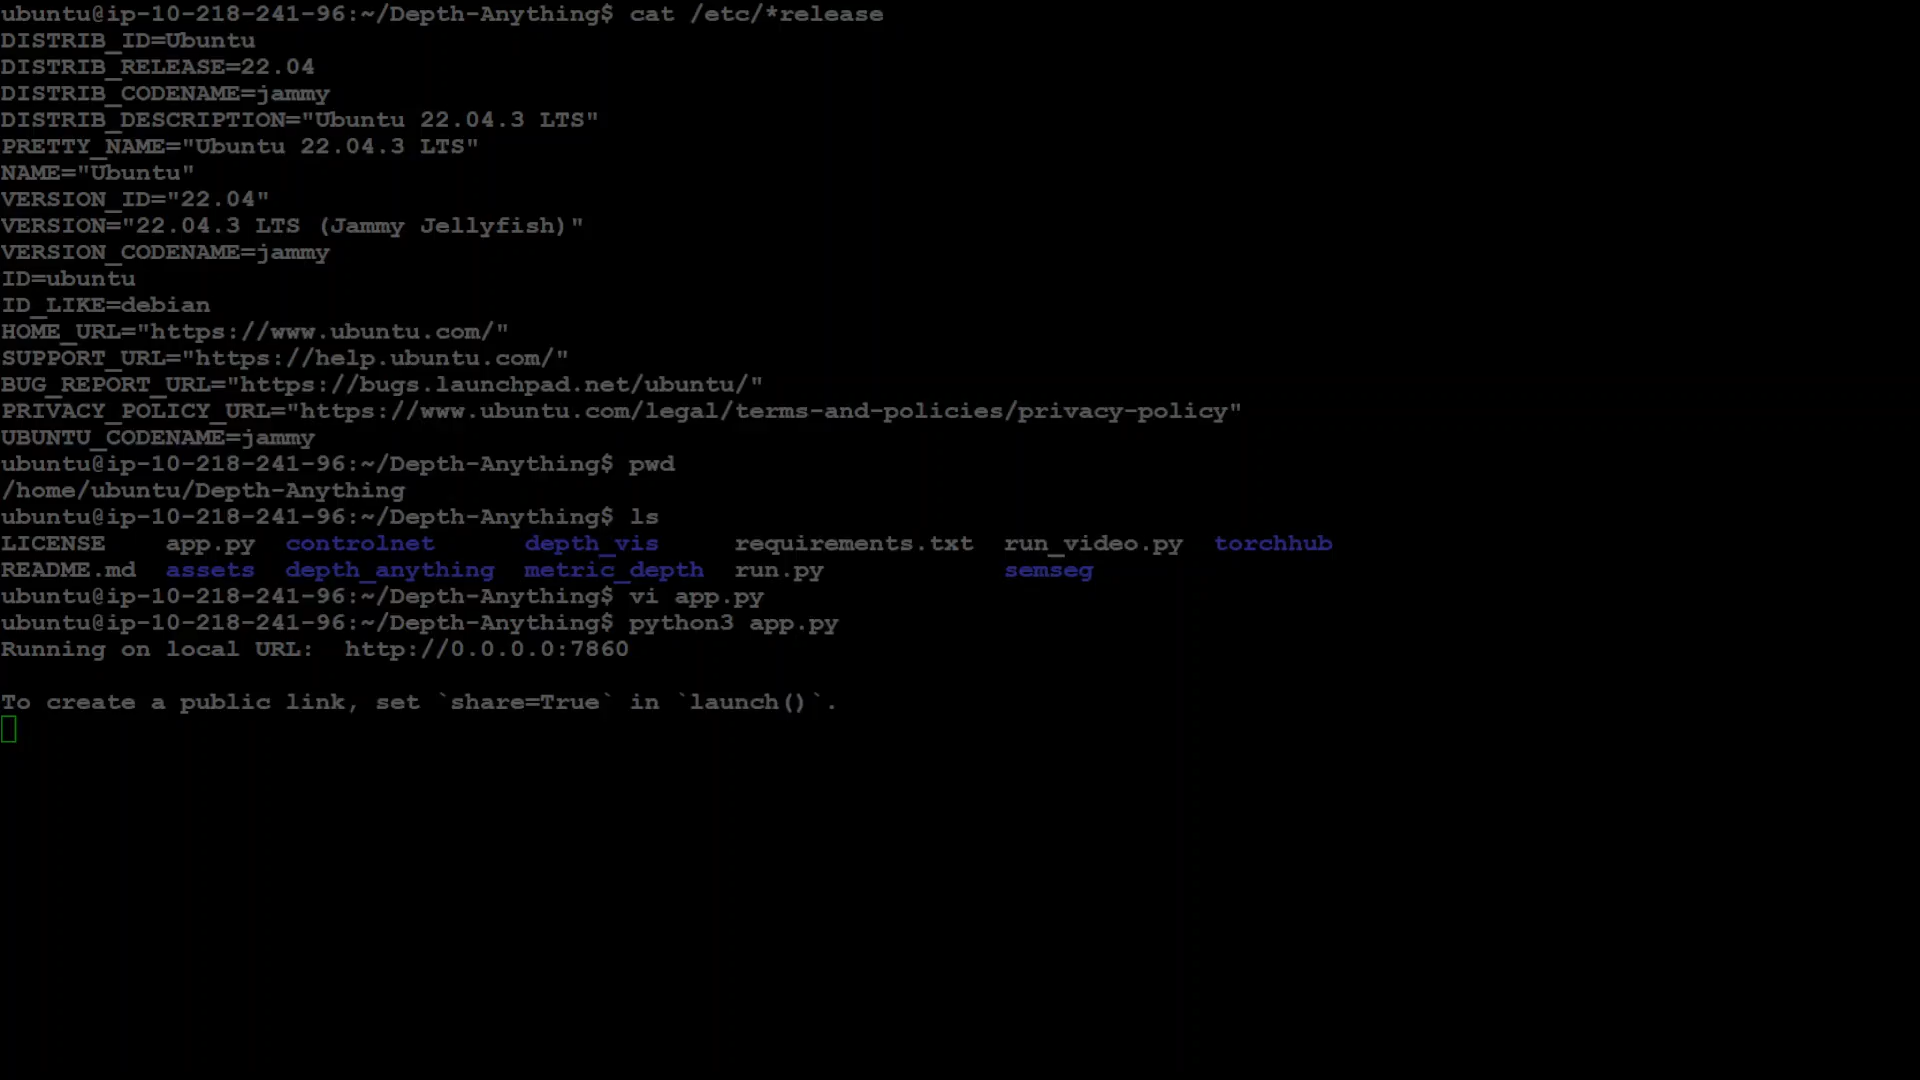 ubuntu@ip-10-218-241-96:~/Depth-Anything$ cat /etc/*release
DISTRIB_ID=Ubuntu
DISTRIB_RELEASE=22.04
DISTRIB_CODENAME=jammy
DISTRIB_DESCRIPTION="Ubuntu 22.04.3 LTS"
PRETTY_NAME="Ubuntu 22.04.3 LTS"
NAME="Ubuntu"
VERSION_ID="22.04"
VERSION="22.04.3 LTS (Jammy Jellyfish)"
VERSION_CODENAME=jammy
ID=ubuntu
ID_LIKE=debian
HOME_URL="https://www.ubuntu.com/"
SUPPORT_URL="https://help.ubuntu.com/"
BUG_REPORT_URL="https://bugs.launchpad.net/ubuntu/"
PRIVACY_POLICY_URL="https://www.ubuntu.com/legal/terms-and-policies/privacy-policy"
UBUNTU_CODENAME=jammy
ubuntu@ip-10-218-241-96:~/Depth-Anything$ pwd
/home/ubuntu/Depth-Anything
ubuntu@ip-10-218-241-96:~/Depth-Anything$ ls
LICENSE    app.py  controlnet      depth_vis     requirements.txt  run_video.py  torchhub
README.md  assets  depth_anything  metric_depth  run.py            semseg
ubuntu@ip-10-218-241-96:~/Depth-Anything$ vi app.py
ubuntu@ip-10-218-241-96:~/Depth-Anything$ python3 app.py
Running on local URL:  http://0.0.0.0:7860
To create a public link, set `share=True` in `launch()`.